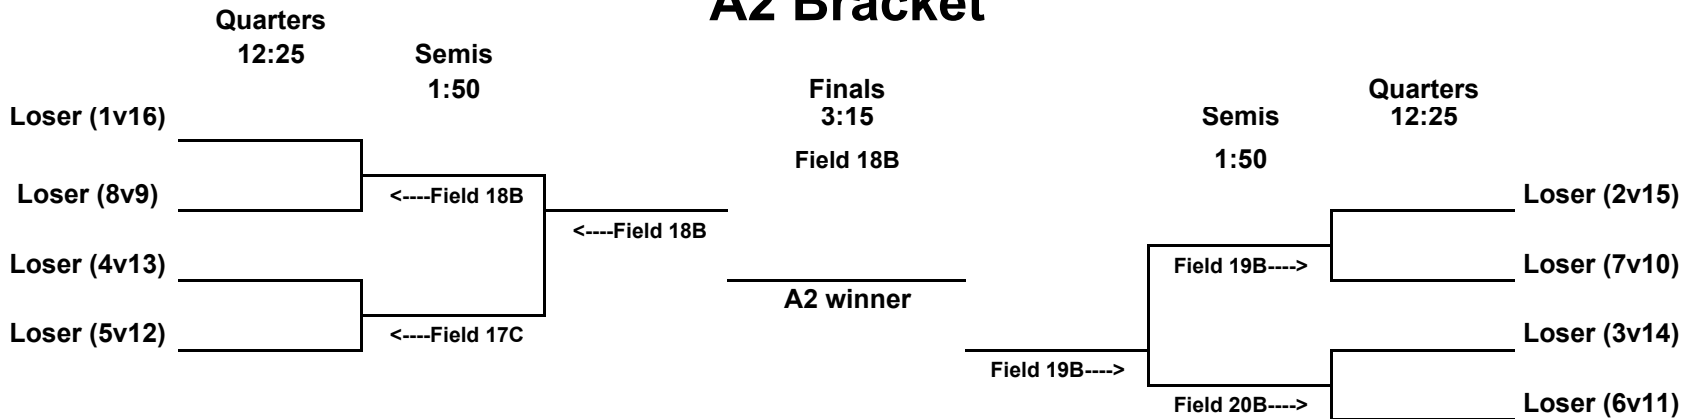 A2 Bracket
Quarters
12:25
Semis
1:50
Finals
3:15
Field 18B
Semis
1:50
Quarters
12:25
Loser (1v16)
Loser (8v9)
<----Field 18B
<----Field 18B
Loser (4v13)
Loser (5v12)
<----Field 17C
A2 winner
Loser (2v15)
Field 19B---->
Loser (7v10)
Loser (3v14)
Field 19B---->
Field 20B---->
Loser (6v11)